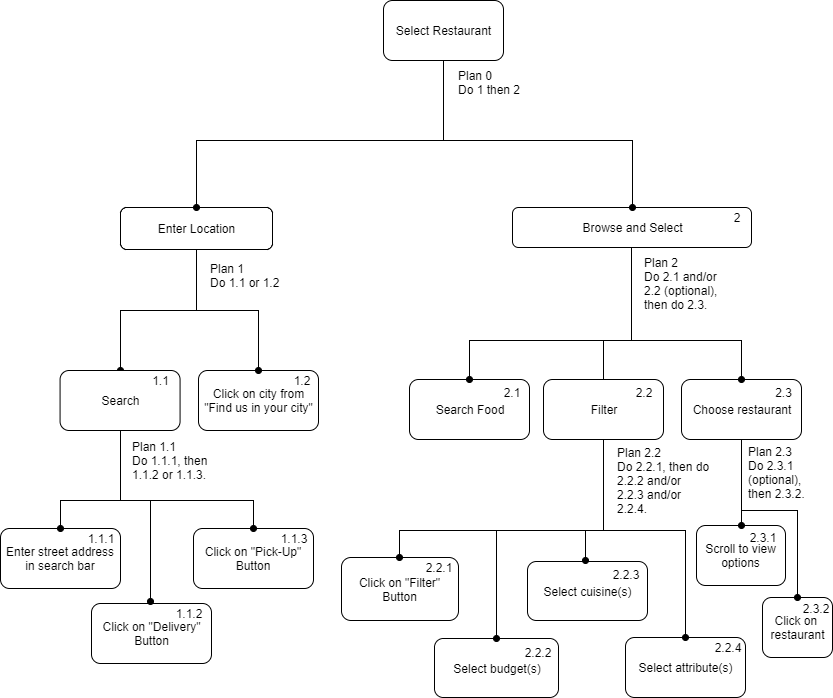 Select Restaurant
Plan 0
Do 1 then 2
Enter Location
2
Browse and Select
Plan 1
Do 1.1 or 1.2
Plan 2
Do 2.1 and/or
2.2 (optional),
then do 2.3.
1.1
Search
1.2
Click on city from
"Find us in your city"
2.1
Search Food
2.2
Filter
2.3
Choose restaurant
Plan 1.1
Do 1.1.1, then
1.1.2 or 1.1.3.
Plan 2.2
Do 2.2.1, then do
2.2.2 and/or
2.2.3 and/or
2.2.4.
Plan 2.3
Do 2.3.1
(optional),
then 2.3.2.
1.1.1
Enter street address
in search bar
1.1.2
Click on "Delivery"
Button
1.1.3
Click on "Pick-Up"
Button
2.2.1
Click on "Filter"
Button
2.2.2
Select budget(s)
2.2.3
Select cuisine(s)
2.2.4
Select attribute(s)
2.3.1
Scroll to view
options
2.3.2
Click on
restaurant